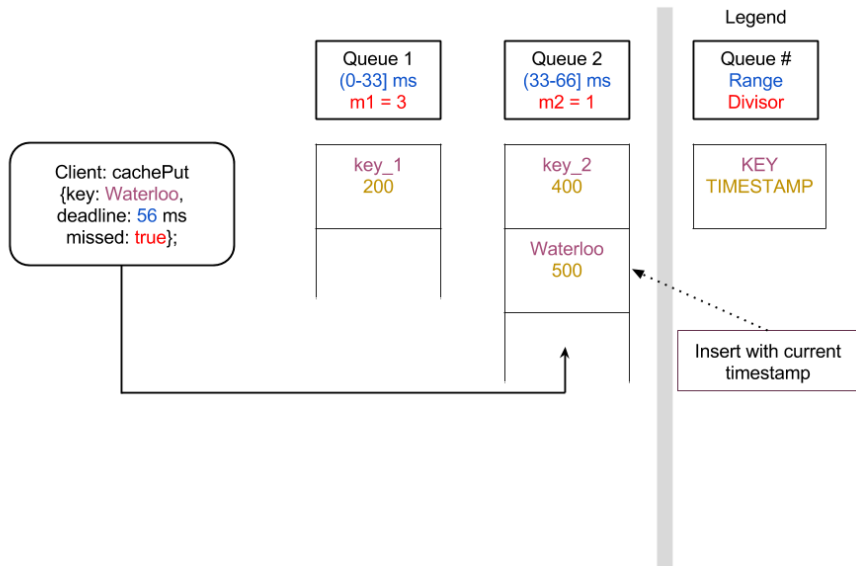 Legend
Queue 1
(0-33] ms
m1 = 3
Queue 2
(33-66] ms
m2 = 1
Queue #
Range
Divisor
Client: cachePut
{key: Waterloo,
deadline: 56 ms
missed: true};
key_1
200
key_2
400
KEY
TIMESTAMP
Waterloo
500
Insert with current
timestamp